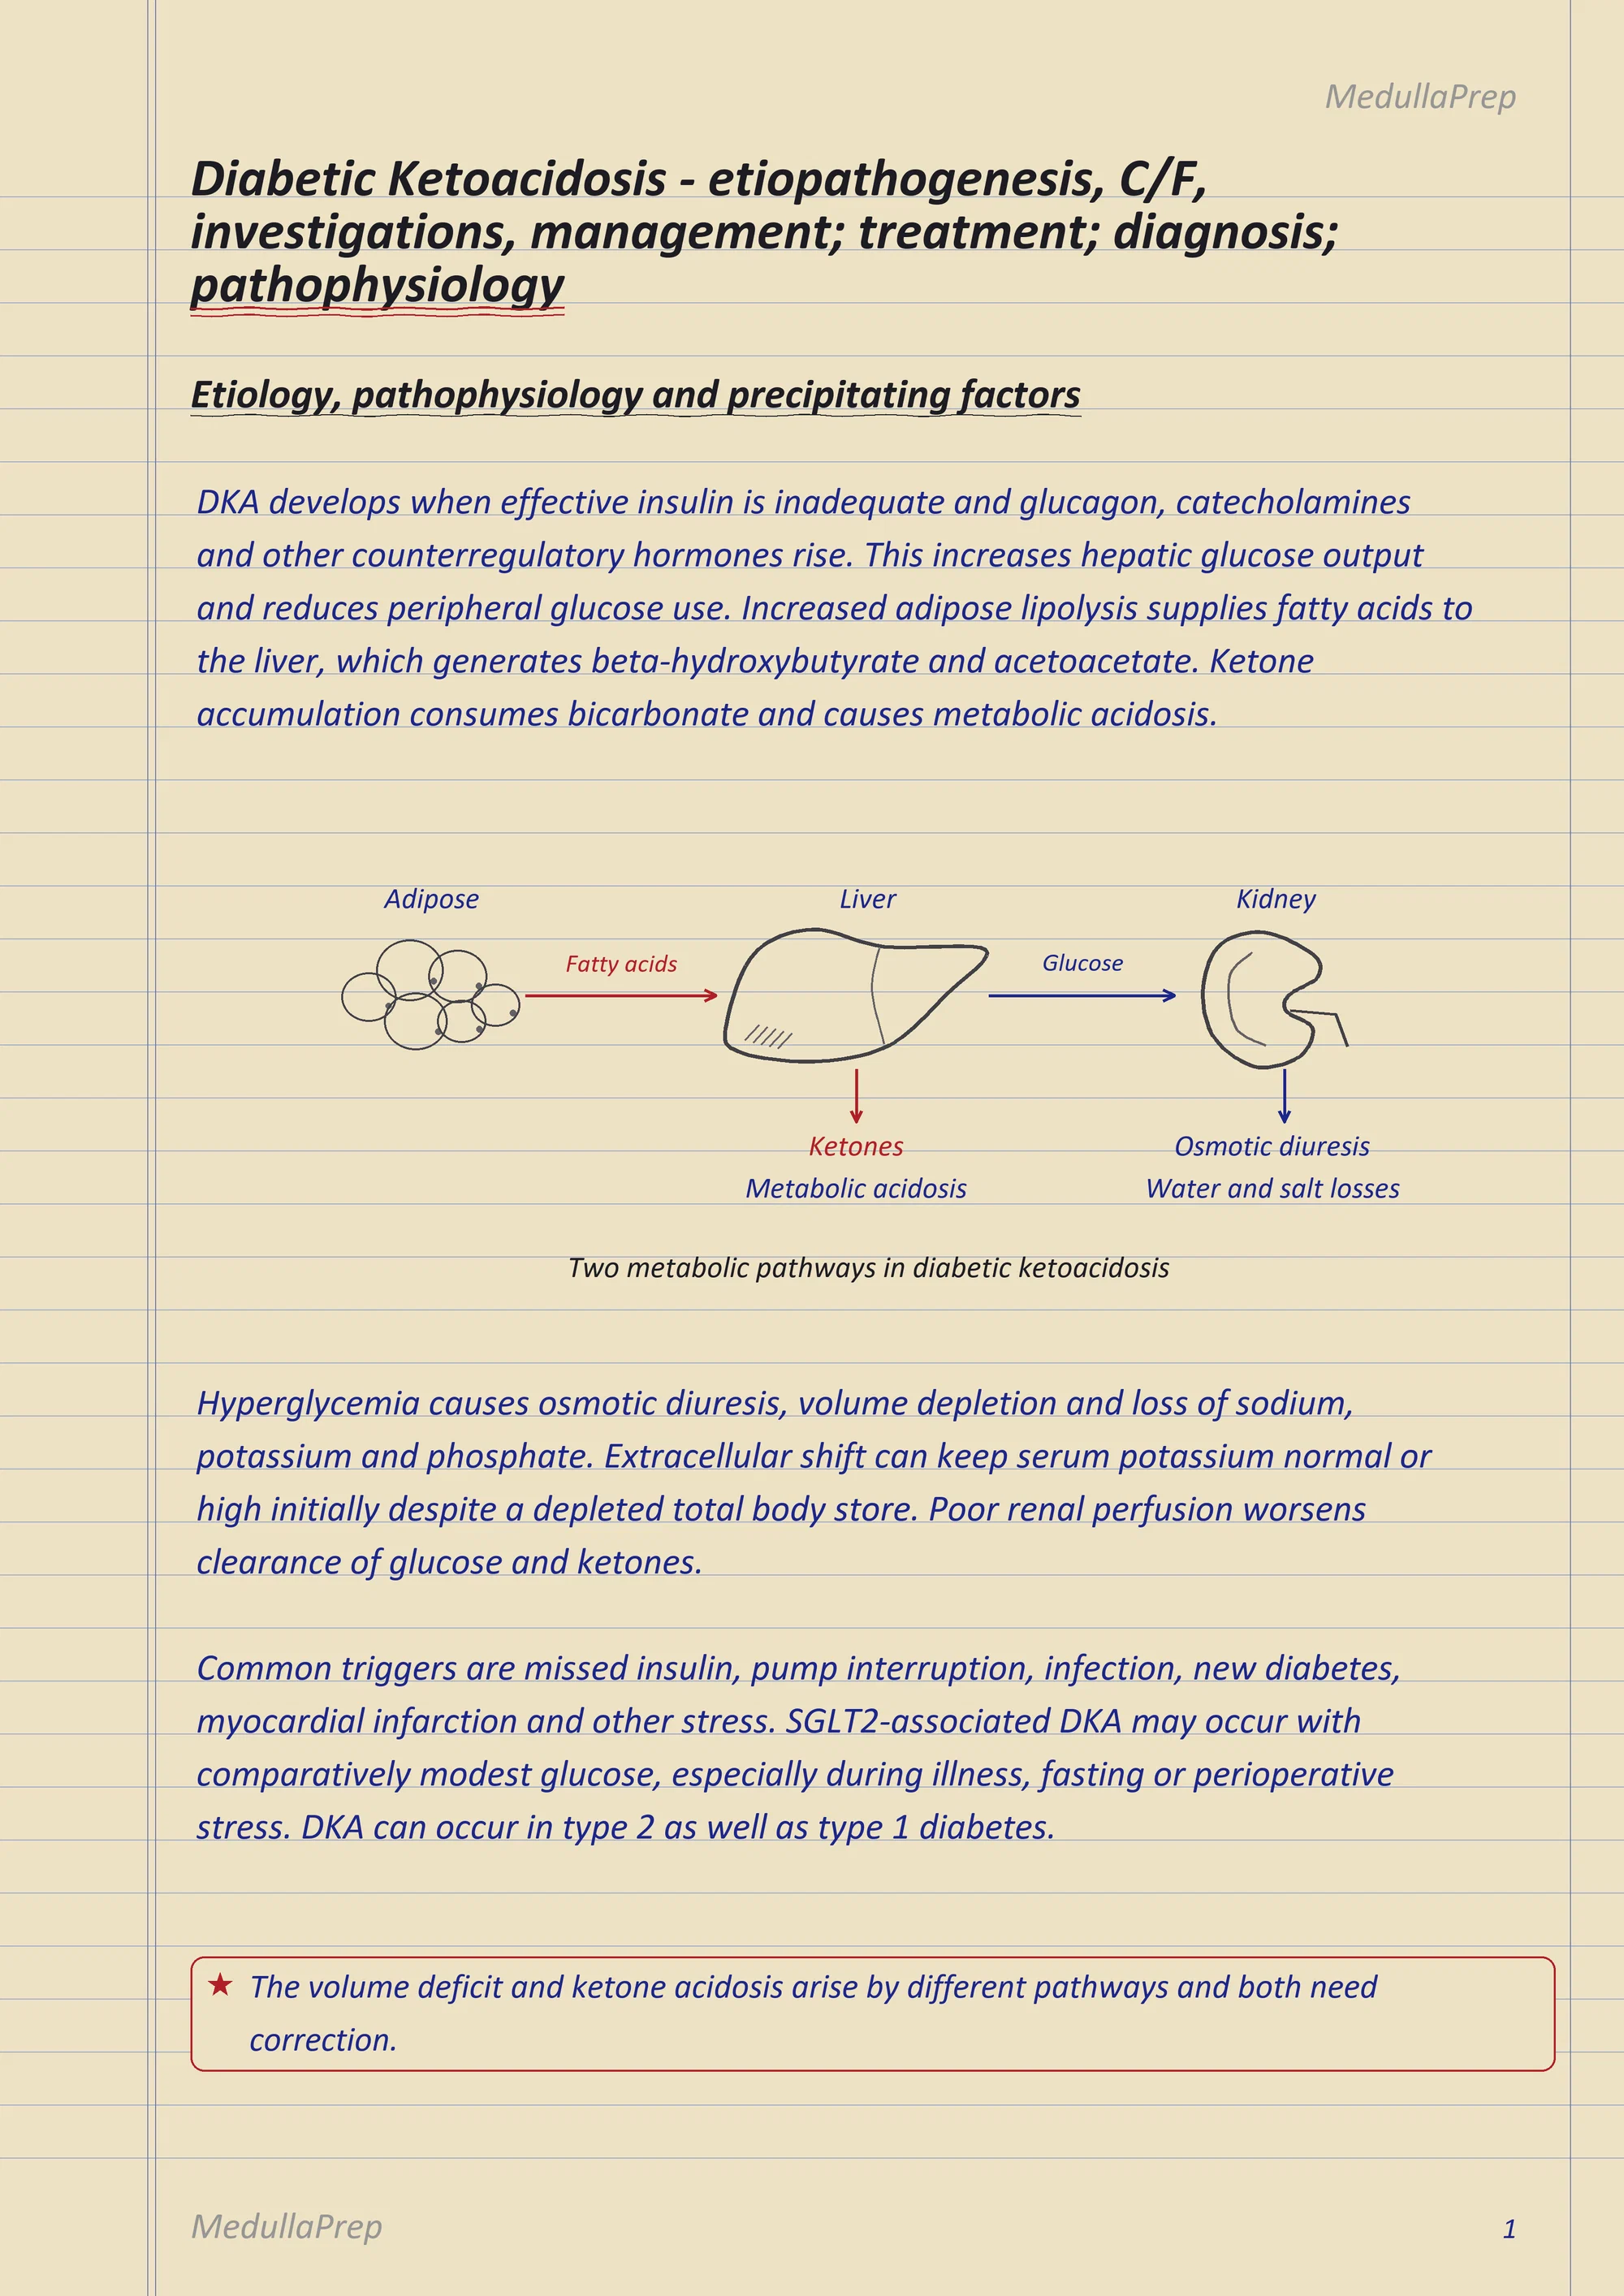 MedullaPrep
Diabetic Ketoacidosis - etiopathogenesis, C/F,
investigations, management; treatment; diagnosis;
pathophysiology
Etiology, pathophysiology and precipitating factors
DKA develops when effective insulin is inadequate and glucagon, catecholamines
and other counterregulatory hormones rise. This increases hepatic glucose output
and reduces peripheral glucose use. Increased adipose lipolysis supplies fatty acids to
the liver, which generates beta-hydroxybutyrate and acetoacetate. Ketone
accumulation consumes bicarbonate and causes metabolic acidosis.
Adipose
Liver
Kidney
Fatty acids
Glucose
Ketones
Osmotic diuresis
Metabolic acidosis
Water and salt losses
Two metabolic pathways in diabetic ketoacidosis
Hyperglycemia causes osmotic diuresis, volume depletion and loss of sodium,
potassium and phosphate. Extracellular shift can keep serum potassium normal or
high initially despite a depleted total body store. Poor renal perfusion worsens
clearance of glucose and ketones.
Common triggers are missed insulin, pump interruption, infection, new diabetes,
myocardial infarction and other stress. SGLT2-associated DKA may occur with
comparatively modest glucose, especially during illness, fasting or perioperative
stress. DKA can occur in type 2 as well as type 1 diabetes.
★ The volume deficit and ketone acidosis arise by different pathways and both need
correction.
MedullaPrep
1